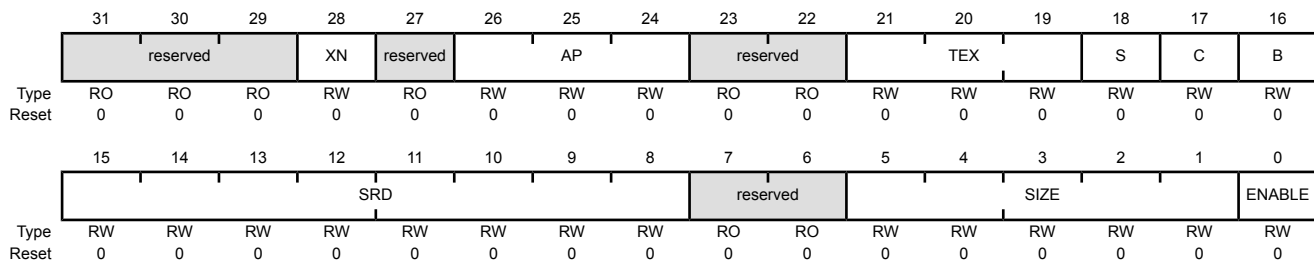 31 30 29 28 27 26 25 24 23 22 21 20 19 18 17 16
reserved XN reserved AP reserved TEX S C B
Type RO RO RO RW RO RW RW RW RO RO RW RW RW RW RW RW
Reset 0 0 0 0 0 0 0 0 0 0 0 0 0 0 0 0
15 14 13 12 11 10 9 8 7 6 5 4 3 2 1 0
SRD reserved SIZE ENABLE
Type RW RW RW RW RW RW RW RW RO RO RW RW RW RW RW RW
Reset 0 0 0 0 0 0 0 0 0 0 0 0 0 0 0 0